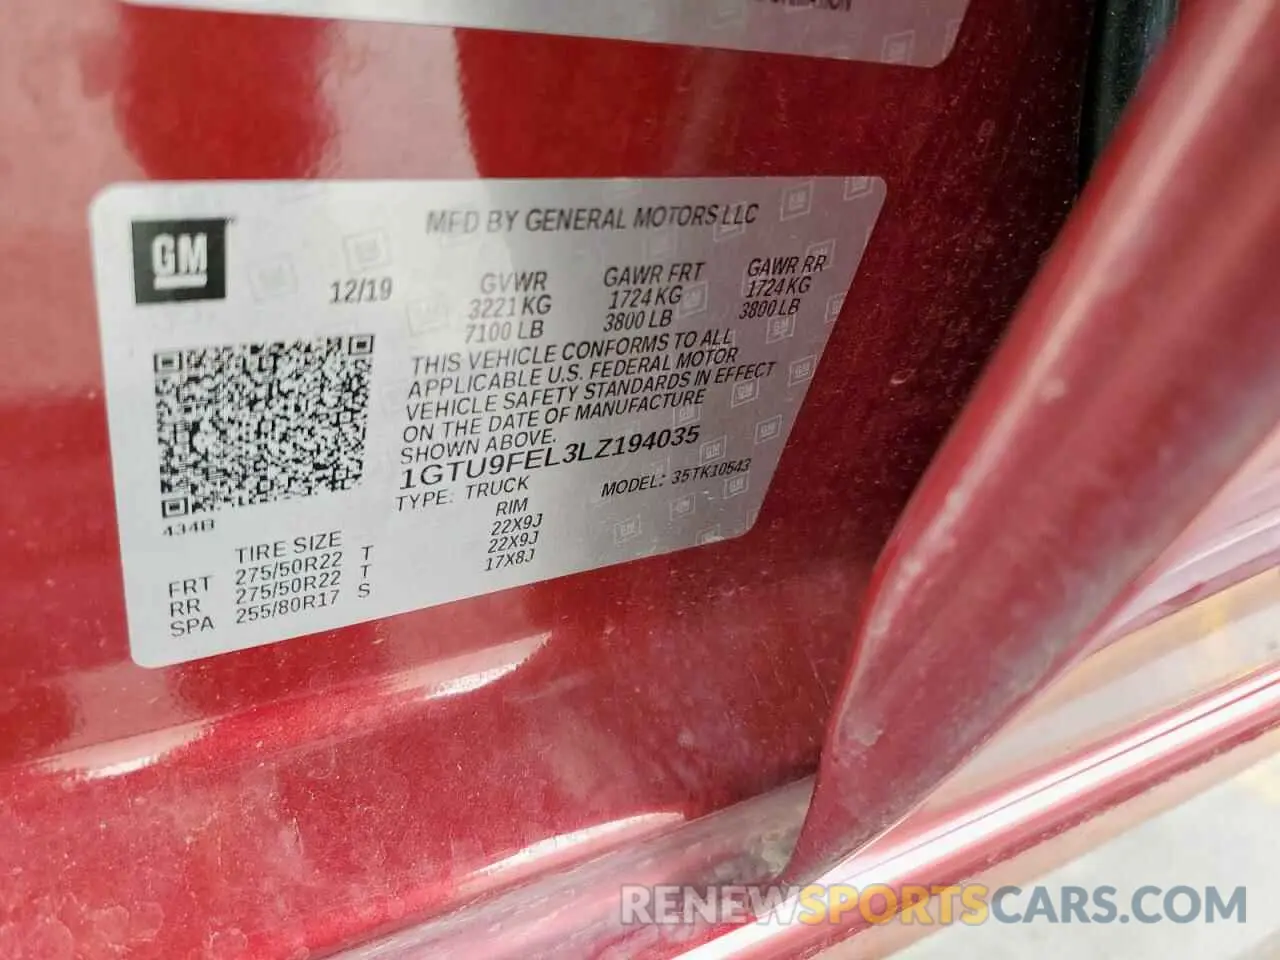 GM
MFD BY GENERAL MOTORS LLC
12/19
GVWR GAWR FRT GAWR RR
3221 KG 1724 KG 1724 KG
7100 LB 3800 LB 3800 LB
THIS VEHICLE CONFORMS TO ALL
APPLICABLE U.S. FEDERAL MOTOR
VEHICLE SAFETY STANDARDS IN EFFECT
ON THE DATE OF MANUFACTURE
SHOWN ABOVE.
1GTU9FEL3LZ194035
TYPE: TRUCK MODEL: 35TK10543
434B
TIRE SIZE RIM
FRT 275/50R22 T 22X9J
RR 275/50R22 T 22X9J
SPA 255/80R17 S 17X8J
RENEWSPORTSCARS.COM